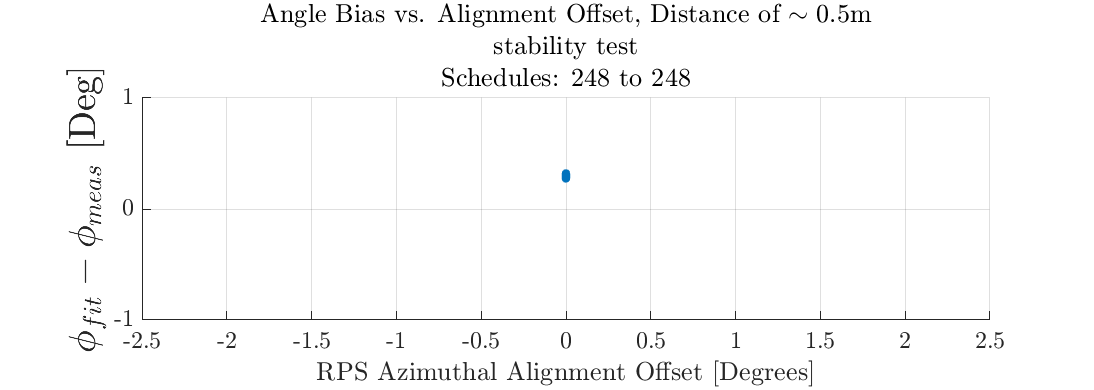 Angle Bias vs. Alignment Offset, Distance of ∼ 0.5m
stability test
Schedules: 248 to 248
ϕfit − ϕmeas [Deg]
1
0
-1
-2.5 -2 -1.5 -1 -0.5 0 0.5 1 1.5 2 2.5
RPS Azimuthal Alignment Offset [Degrees]